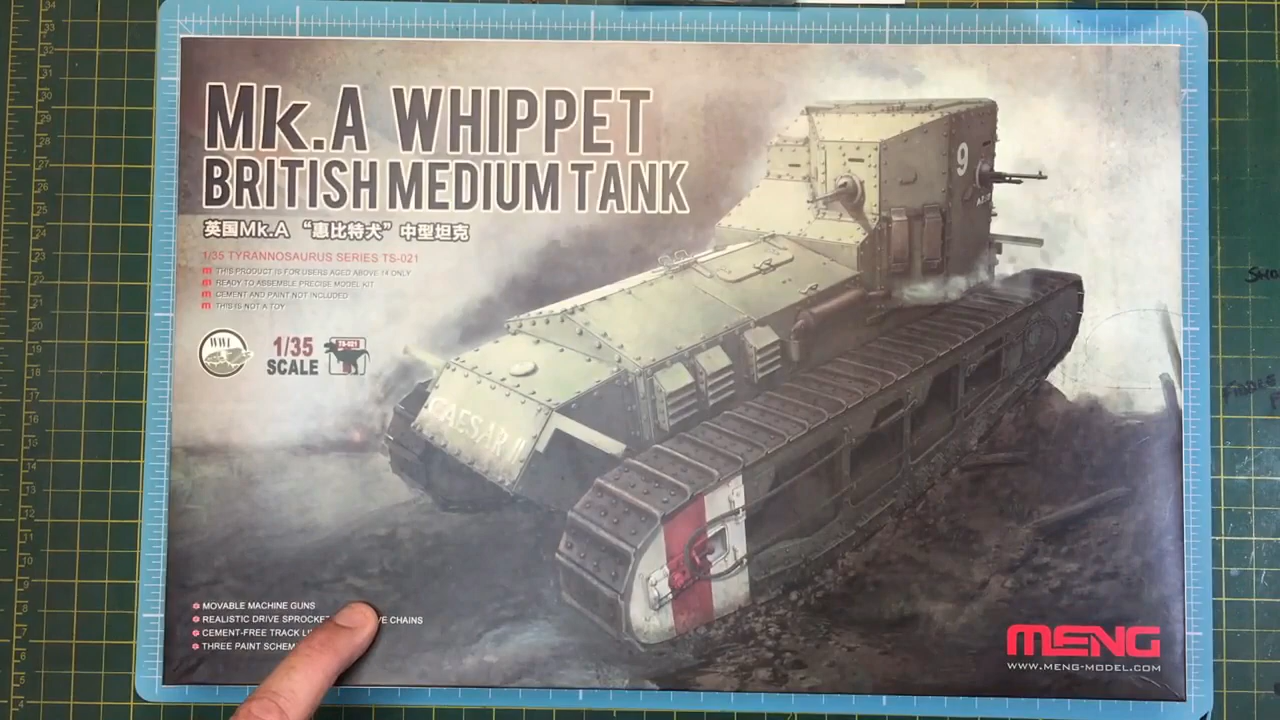 Mk.A WHIPPET
BRITISH MEDIUM TANK
英国Mk.A “惠比特犬”中型坦克
1/35 TYRANNOSAURUS SERIES TS-021
m THIS PRODUCT IS FOR USERS AGED ABOVE 14 ONLY
m READY TO ASSEMBLE PRECISE MODEL KIT
m CEMENT AND PAINT NOT INCLUDED
m THIS IS NOT A TOY
WWI
1/35
SCALE
TS-021
9
CAESAR II
MOVABLE MACHINE GUNS
REALISTIC DRIVE SPROCKET CHAINS
CEMENT-FREE TRACK
THREE PAINT
MENG
WWW.MENG-MODEL.COM